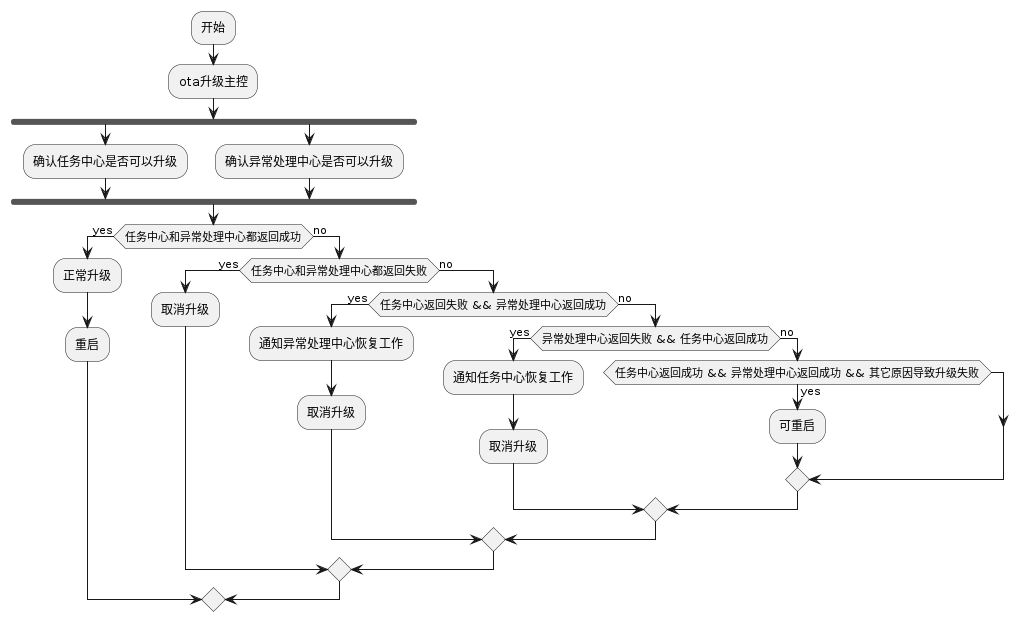 开始
ota升级主控
确认任务中心是否可以升级
确认异常处理中心是否可以升级
yes
任务中心和异常处理中心都返回成功
no
正常升级
yes
任务中心和异常处理中心都返回失败
no
重启
取消升级
yes
任务中心返回失败 && 异常处理中心返回成功
no
通知异常处理中心恢复工作
yes
异常处理中心返回失败 && 任务中心返回成功
no
取消升级
通知任务中心恢复工作
任务中心返回成功 && 异常处理中心返回成功 && 其它原因导致升级失败
yes
取消升级
可重启